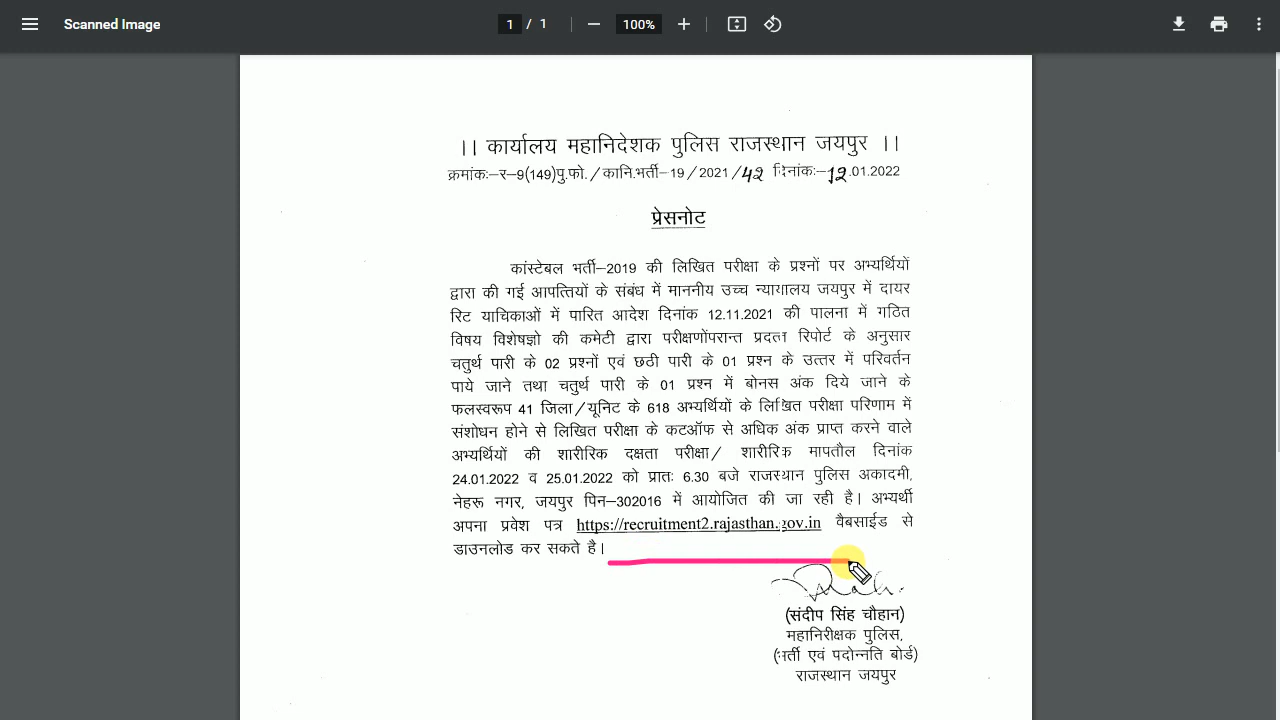 Scanned Image
1 / 1
100%
।। कार्यालय महानिदेशक पुलिस राजस्थान जयपुर ।।
क्रमांकः-र-9(149)पु.फो./कानि.भर्ती-19/2021/42 दिनांकः-12.01.2022
प्रेसनोट
कांस्टेबल भर्ती-2019 की लिखित परीक्षा के प्रश्नों पर अभ्यर्थियों
द्वारा की गई आपत्तियों के संबंध में माननीय उच्च न्यायालय जयपुर में दायर
रिट याचिकाओं में पारित आदेश दिनांक 12.11.2021 की पालना में गठित
विषय विशेषज्ञो की कमेटी द्वारा परीक्षणोंपरान्त प्रदत्त रिपोर्ट के अनुसार
चतुर्थ पारी के 02 प्रश्नों एवं छठी पारी के 01 प्रश्न के उत्तर में परिवर्तन
पाये जाने तथा चतुर्थ पारी के 01 प्रश्न में बोनस अंक दिये जाने के
फलस्वरूप 41 जिला/यूनिट के 618 अभ्यर्थियों के लिखित परीक्षा परिणाम में
संशोधन होने से लिखित परीक्षा के कटऑफ से अधिक अंक प्राप्त करने वाले
अभ्यर्थियों की शारीरिक दक्षता परीक्षा/ शारीरिक मापतौल दिनांक
24.01.2022 व 25.01.2022 को प्रातः 6.30 बजे राजस्थान पुलिस अकादमी,
नेहरू नगर, जयपुर पिन-302016 में आयोजित की जा रही है। अभ्यर्थी
अपना प्रवेश पत्र https://recruitment2.rajasthan.gov.in वैबसाईड से
डाउनलोड कर सकते है।
(संदीप सिंह चौहान)
महानिरीक्षक पुलिस,
(भर्ती एवं पदोन्नति बोर्ड)
राजस्थान जयपुर